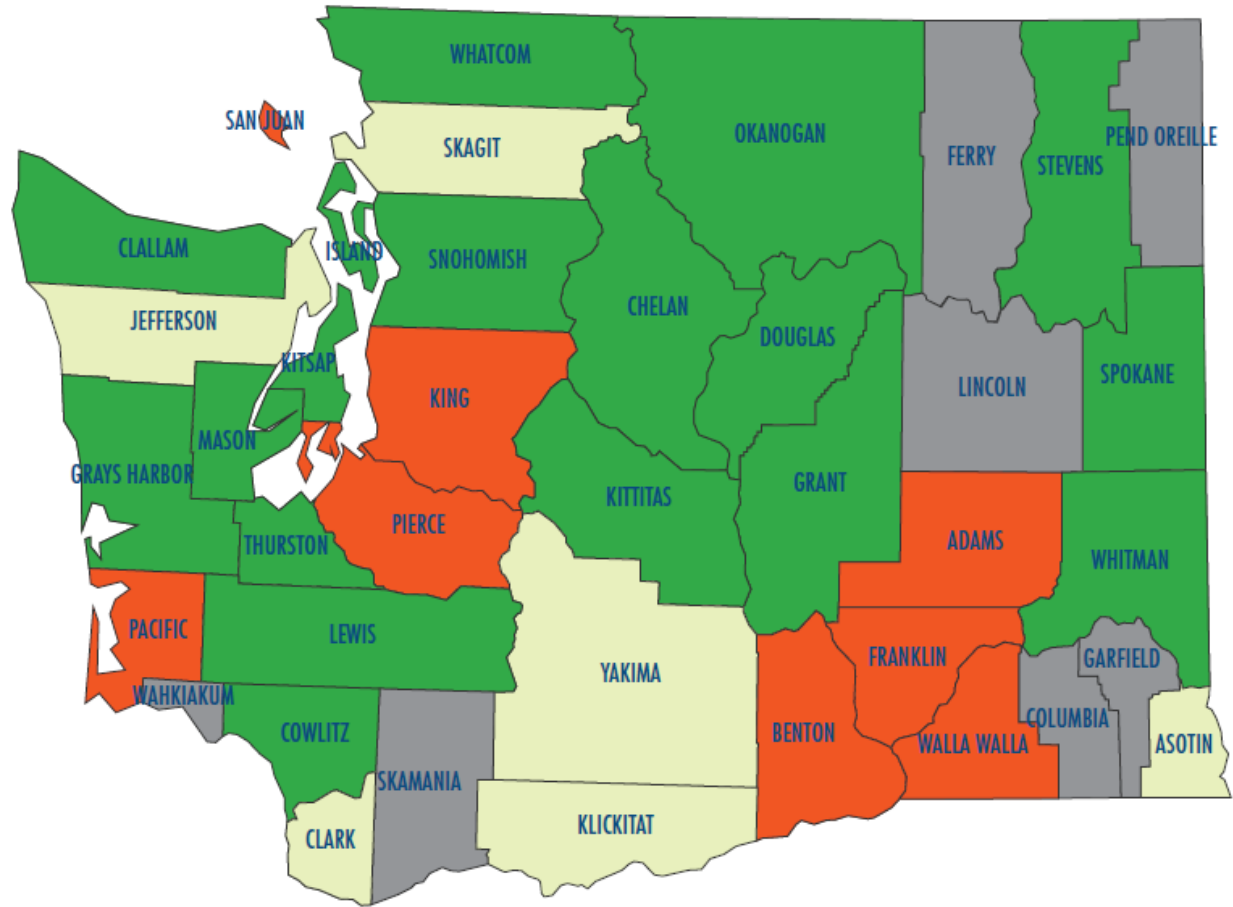 WHATCOM
SAN JUAN
SKAGIT
OKANOGAN
FERRY
STEVENS
PEND OREILLE
CLALLAM
ISLAND
SNOHOMISH
JEFFERSON
CHELAN
DOUGLAS
KITSAP
KING
LINCOLN
SPOKANE
MASON
GRAYS HARBOR
KITTITAS
GRANT
PIERCE
THURSTON
ADAMS
WHITMAN
PACIFIC
LEWIS
YAKIMA
FRANKLIN
GARFIELD
WAHKIAKUM
COWLITZ
BENTON
COLUMBIA
WALLA WALLA
ASOTIN
SKAMANIA
CLARK
KLICKITAT